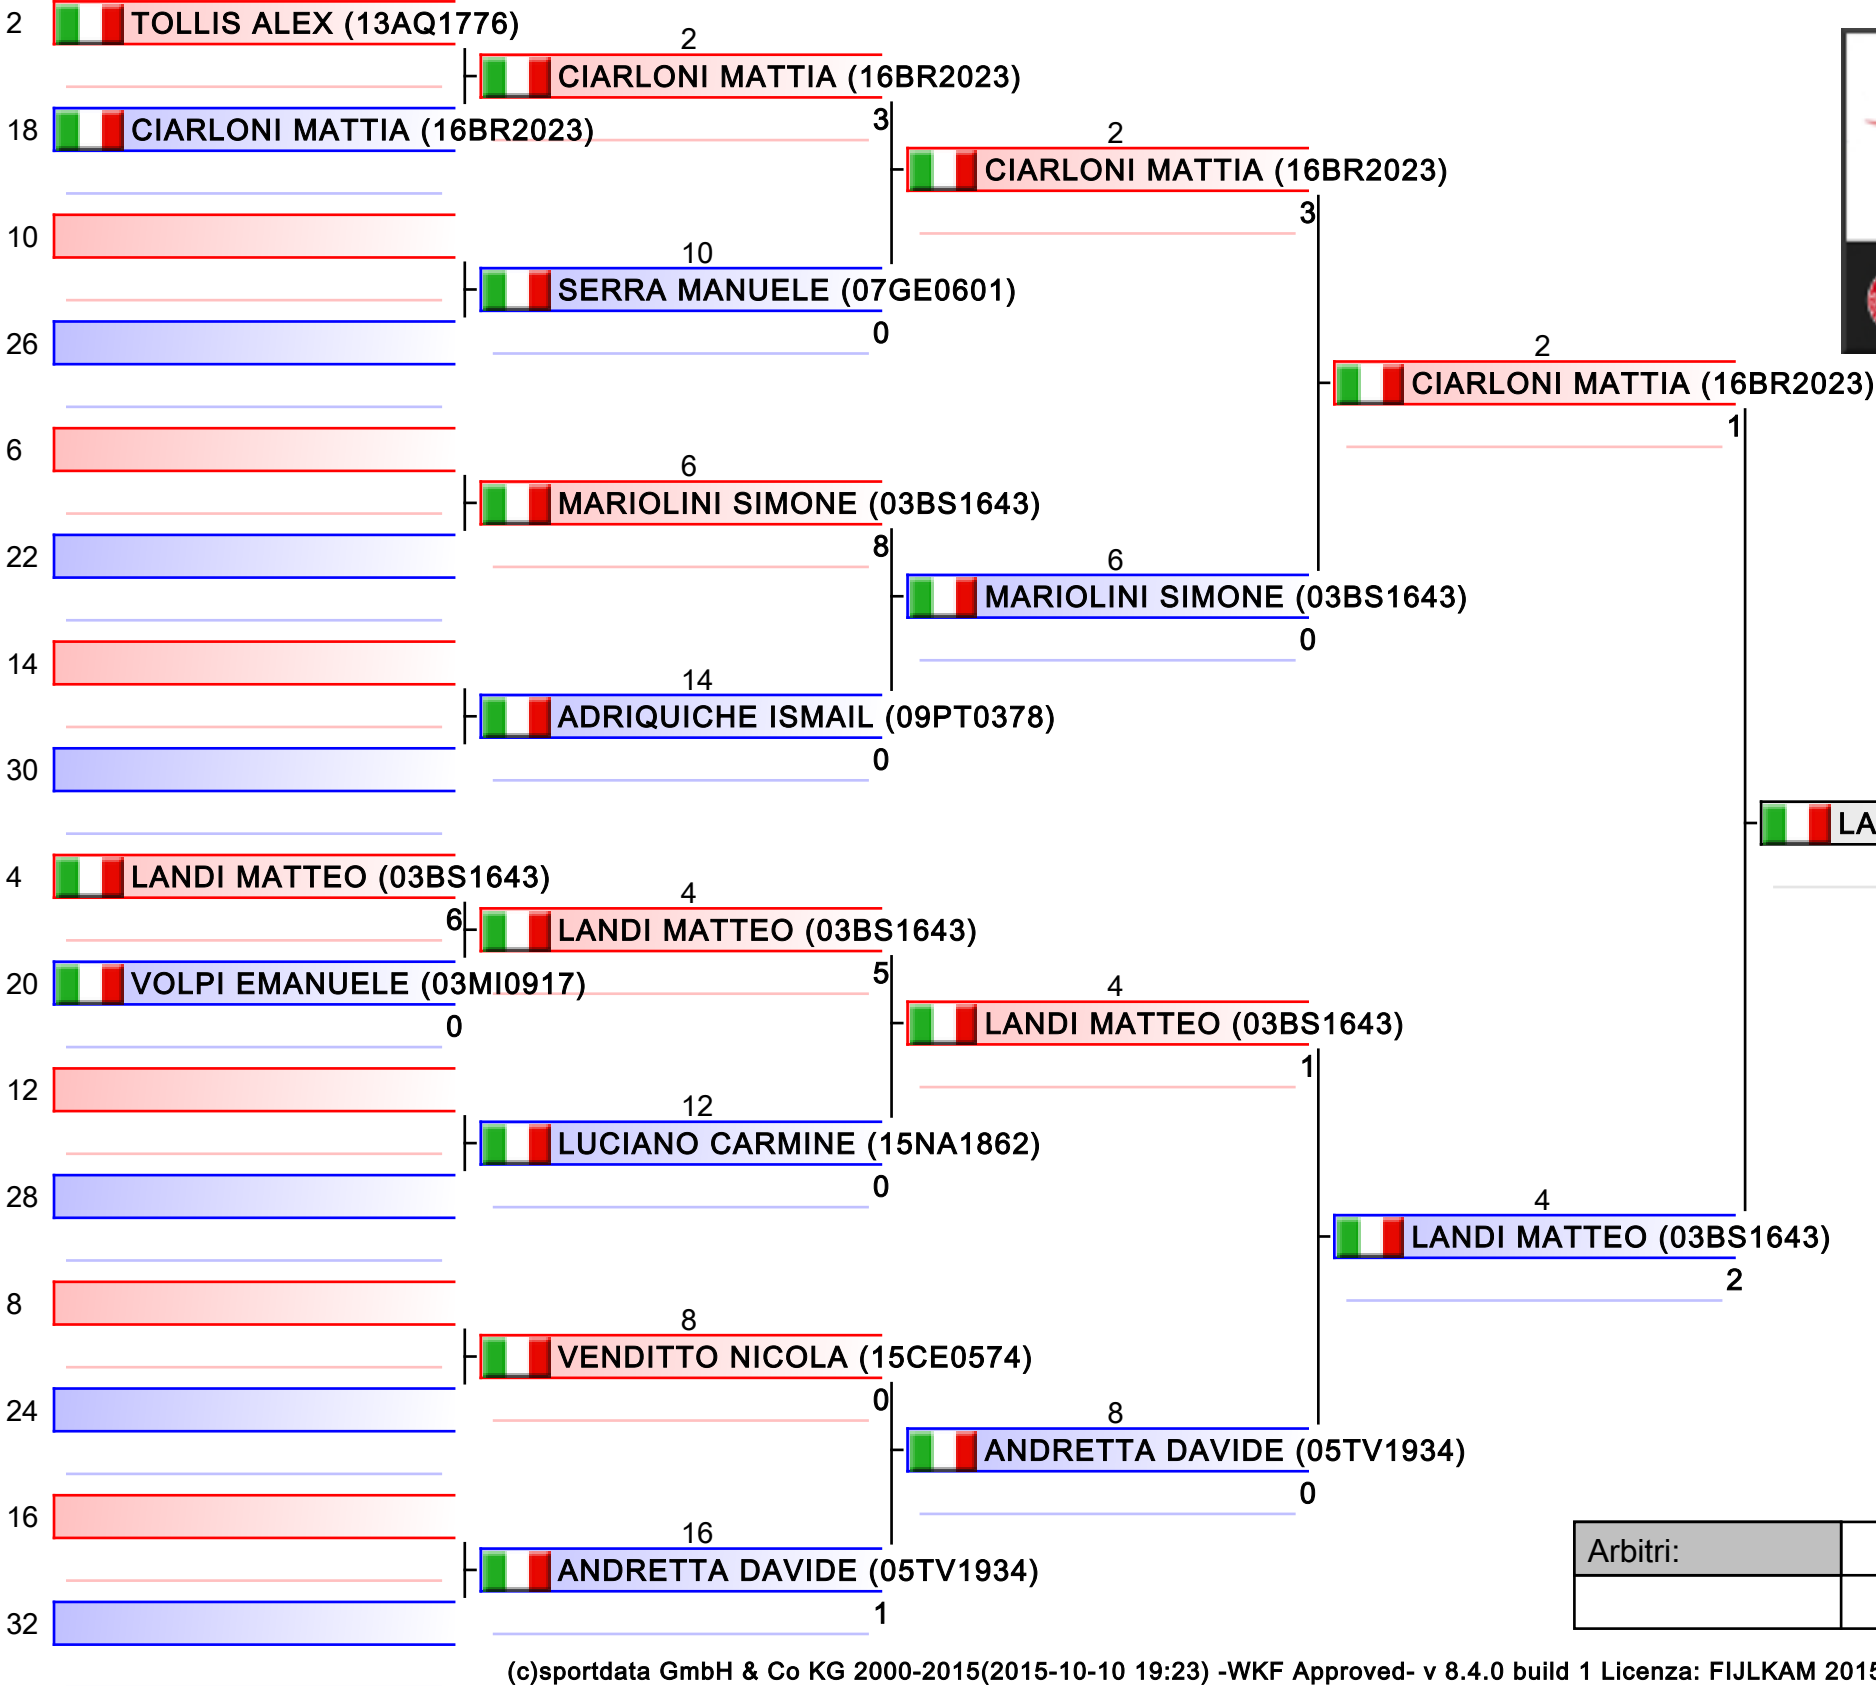 2
TOLLIS ALEX (13AQ1776)
2
CIARLONI MATTIA (16BR2023)
3
18
CIARLONI MATTIA (16BR2023)
2
CIARLONI MATTIA (16BR2023)
3
10
10
SERRA MANUELE (07GE0601)
0
26
2
CIARLONI MATTIA (16BR2023)
1
6
6
MARIOLINI SIMONE (03BS1643)
8
22
6
MARIOLINI SIMONE (03BS1643)
0
14
14
ADRIQUICHE ISMAIL (09PT0378)
0
30
LA
4
LANDI MATTEO (03BS1643)
6
4
LANDI MATTEO (03BS1643)
5
20
VOLPI EMANUELE (03MI0917)
0
4
LANDI MATTEO (03BS1643)
1
12
12
LUCIANO CARMINE (15NA1862)
0
28
4
LANDI MATTEO (03BS1643)
2
8
8
VENDITTO NICOLA (15CE0574)
0
24
8
ANDRETTA DAVIDE (05TV1934)
0
16
16
ANDRETTA DAVIDE (05TV1934)
1
32
Arbitri:
(c)sportdata GmbH & Co KG 2000-2015(2015-10-10 19:23) -WKF Approved- v 8.4.0 build 1 Licenza: FIJLKAM 2015